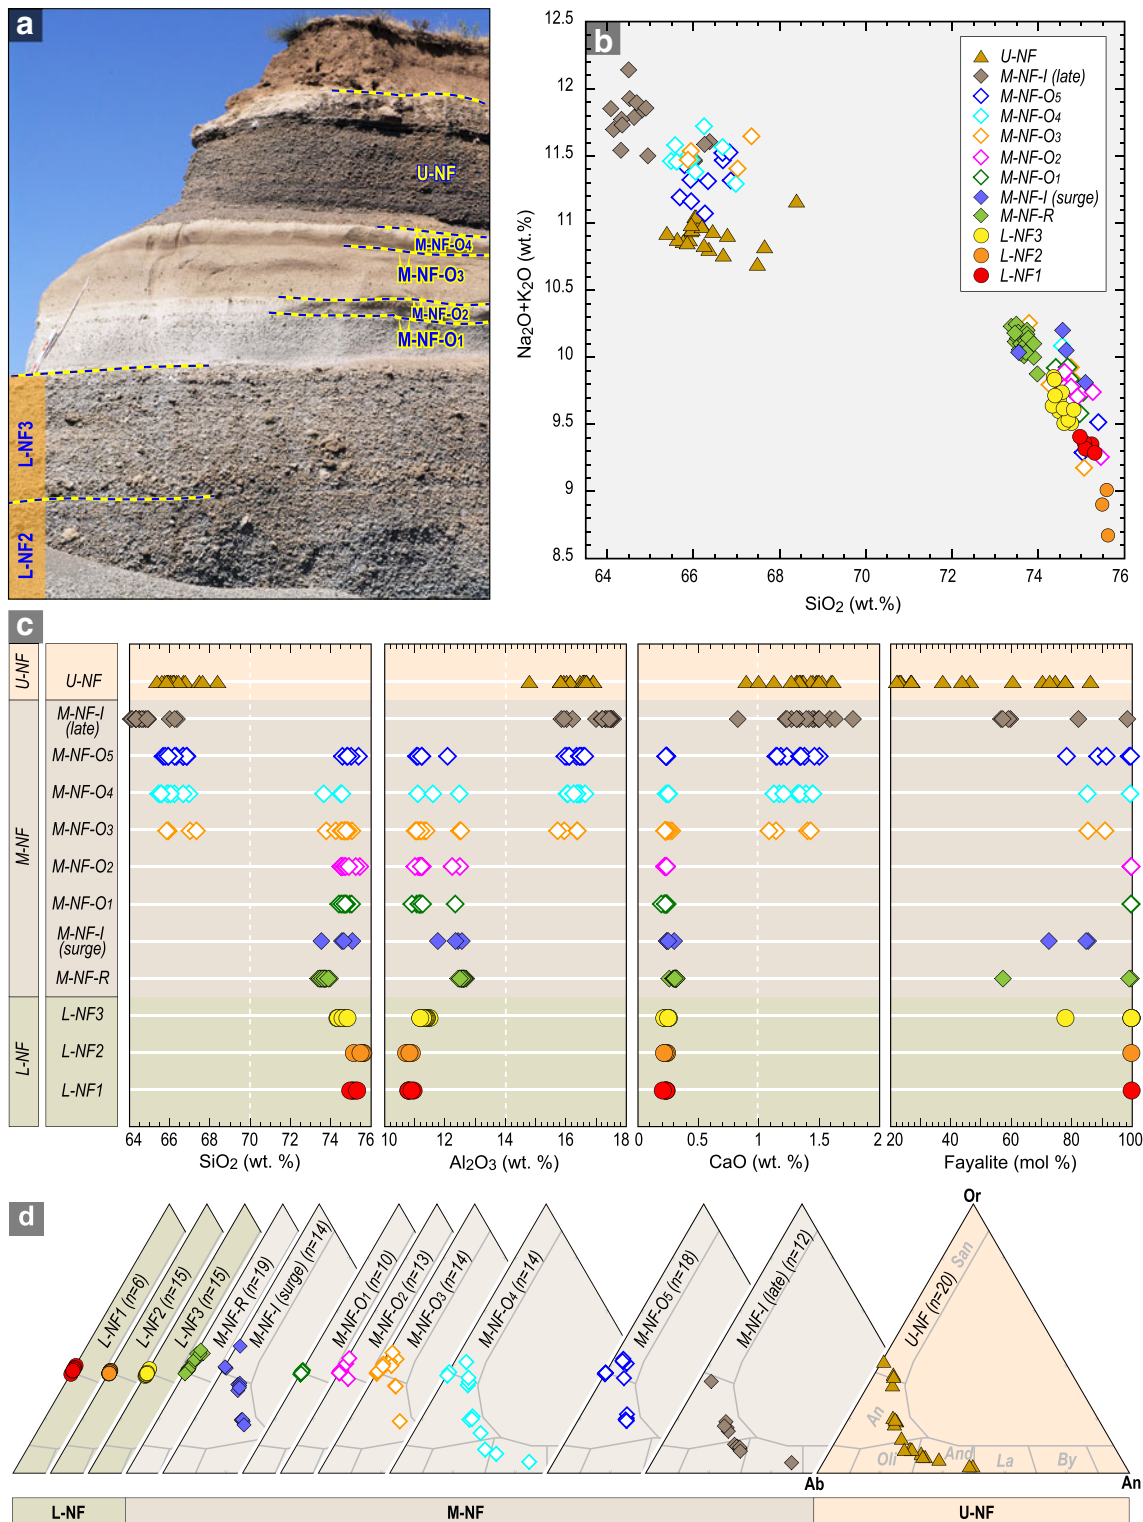 a
U-NF
M-NF-O4
M-NF-O3
M-NF-O2
M-NF-O1
L-NF3
L-NF2
b
12.5
12
11.5
11
10.5
10
9.5
9
8.5
Na2O+K2O (wt.%)
64 66 68 70 72 74 76
SiO2 (wt.%)
U-NF
M-NF-I (late)
M-NF-O5
M-NF-O4
M-NF-O3
M-NF-O2
M-NF-O1
M-NF-I (surge)
M-NF-R
L-NF3
L-NF2
L-NF1
c
U-NF
M-NF
L-NF
U-NF
M-NF-I
(late)
M-NF-O5
M-NF-O4
M-NF-O3
M-NF-O2
M-NF-O1
M-NF-I
(surge)
M-NF-R
L-NF3
L-NF2
L-NF1
64 66 68 70 72 74 76
SiO2 (wt. %)
10 12 14 16 18
Al2O3 (wt. %)
0 0.5 1 1.5 2
CaO (wt. %)
20 40 60 80 100
Fayalite (mol %)
d
L-NF1 (n=6)
L-NF2 (n=15)
L-NF3 (n=15)
M-NF-R (n=19)
M-NF-I (surge) (n=14)
M-NF-O1 (n=10)
M-NF-O2 (n=13)
M-NF-O3 (n=14)
M-NF-O4 (n=14)
M-NF-O5 (n=18)
M-NF-I (late) (n=12)
U-NF (n=20)
Or
San
An
Oli
And
La
By
Ab
An
L-NF
M-NF
U-NF